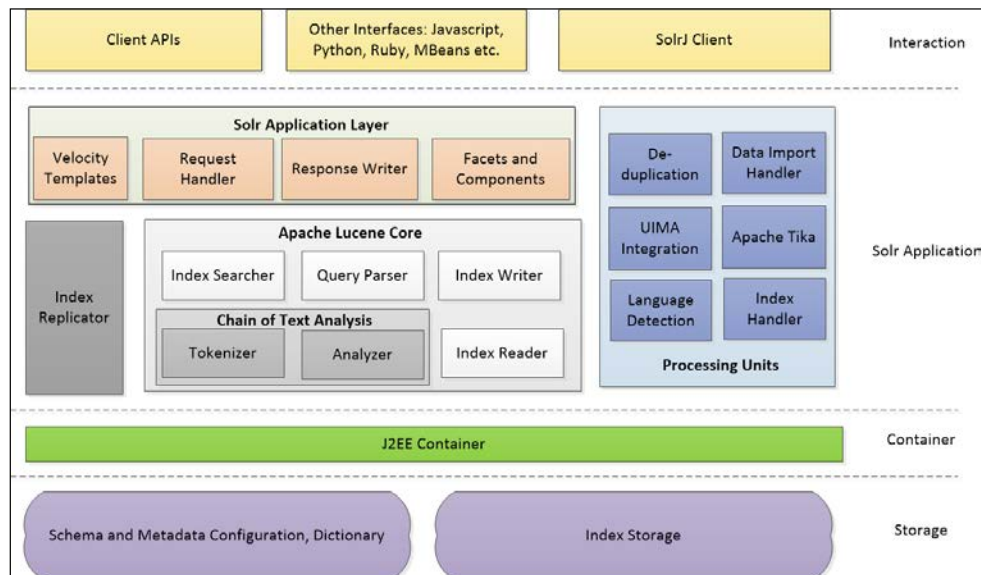 Client APIs
Other Interfaces: Javascript,
Python, Ruby, MBeans etc.
SolrJ Client
Interaction
Solr Application Layer
Velocity
Templates
Request
Handler
Response Writer
Facets and
Components
De-
duplication
Data Import
Handler
UIMA
Integration
Apache Tika
Language
Detection
Index
Handler
Processing Units
Solr Application
Index
Replicator
Apache Lucene Core
Index Searcher
Query Parser
Index Writer
Chain of Text Analysis
Tokenizer
Analyzer
Index Reader
J2EE Container
Container
Schema and Metadata Configuration, Dictionary
Index Storage
Storage